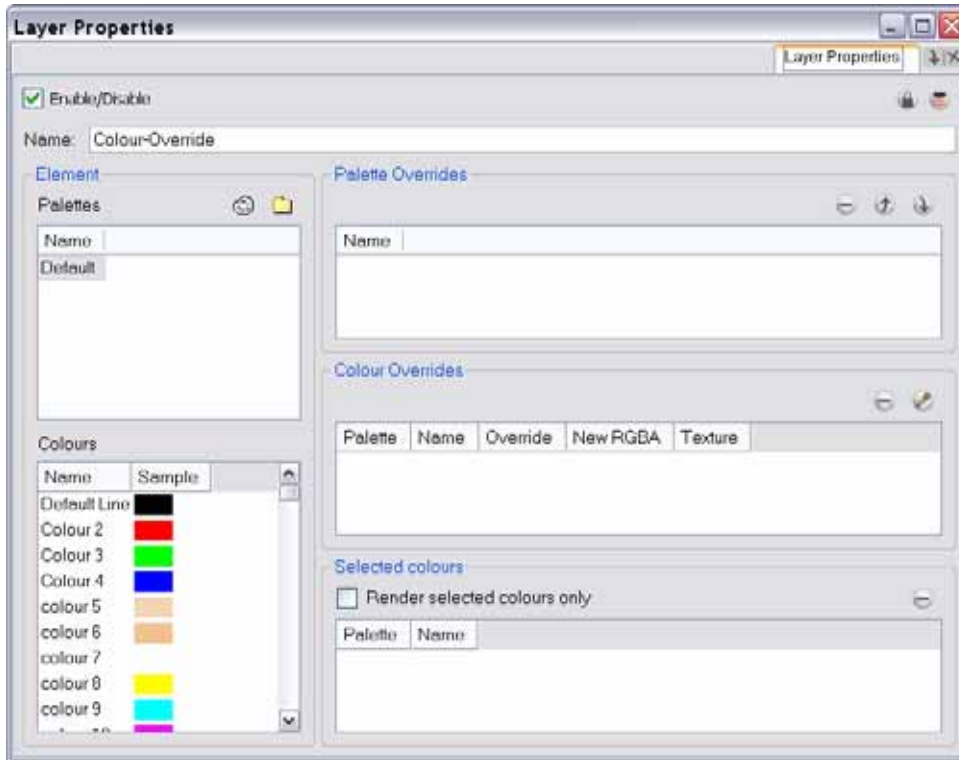 Layer Properties
Layer Properties
Enable/Disable
Name: Colour-Override
Element
Palettes
Name
Default
Colours
Name Sample
Default Line
Colour 2
Colour 3
Colour 4
colour 5
colour 6
colour 7
colour 8
colour 9
Palette Overrides
Name
Colour Overrides
Palette Name Override New RGBA Texture
Selected colours
Render selected colours only
Palette Name